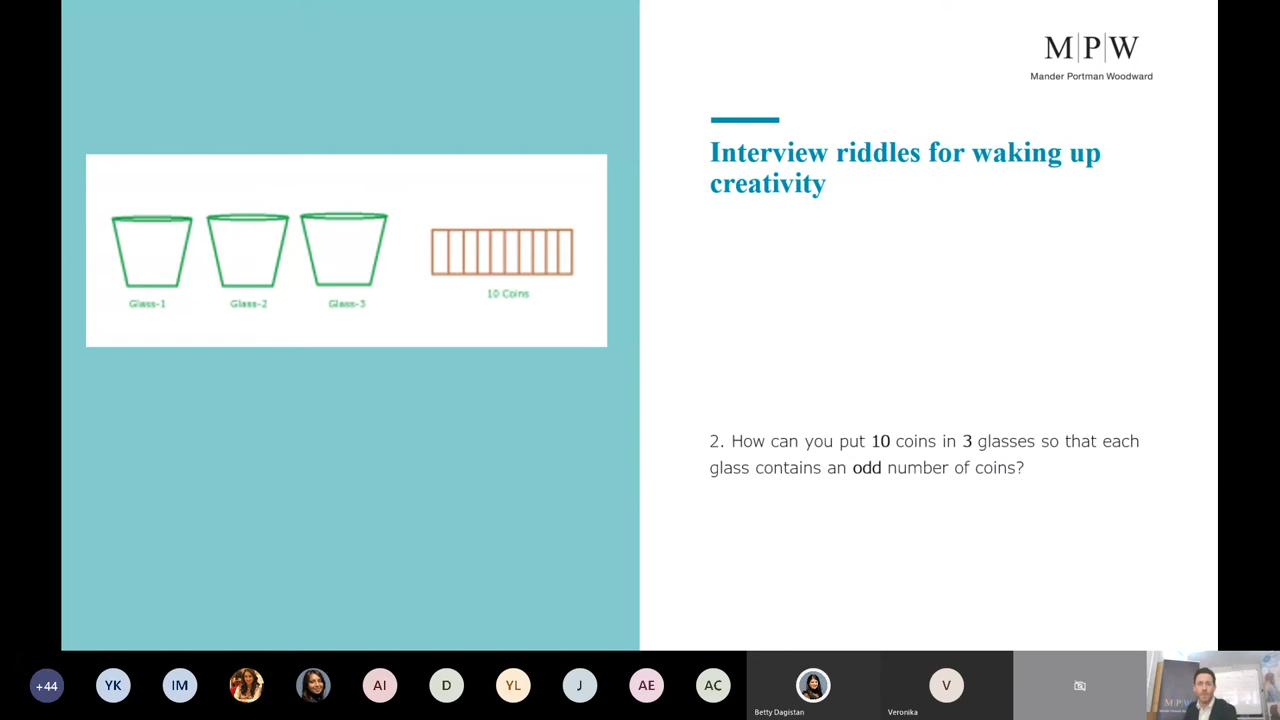 M|P|W
Mander Portman Woodward
Interview riddles for waking up
creativity
Glass-1
Glass-2
Glass-3
10 Coins
2. How can you put 10 coins in 3 glasses so that each
glass contains an odd number of coins?
+44
YK
IM
AI
D
YL
J
AE
AC
Betty Dagistan
V
Veronika
MPW